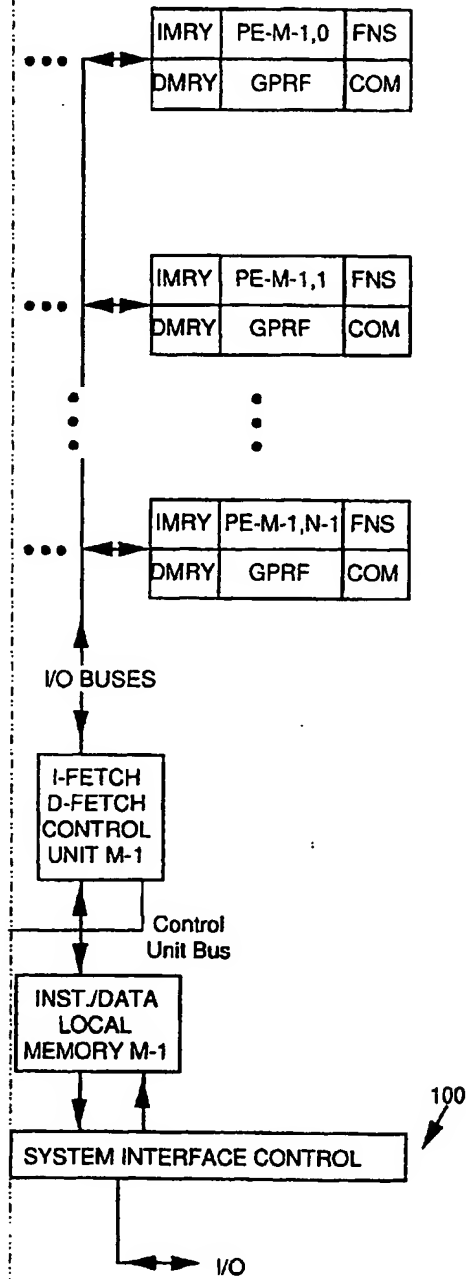 IMRY PE-M-1,0 FNS
DMRY GPRF COM
IMRY PE-M-1,1 FNS
DMRY GPRF COM
IMRY PE-M-1,N-1 FNS
DMRY GPRF COM
I/O BUSES
I-FETCH
D-FETCH
CONTROL
UNIT M-1
Control
Unit Bus
INST./DATA
LOCAL
MEMORY M-1
100
SYSTEM INTERFACE CONTROL
I/O